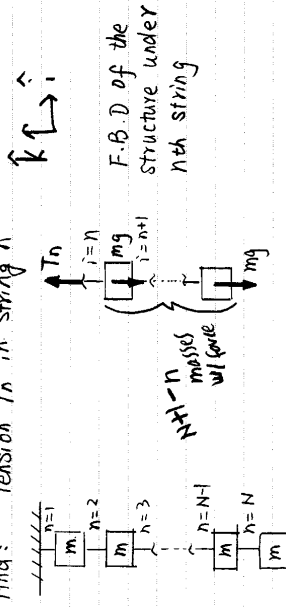 Find: Tension Tn in string n
n=1
m
n=2
m
n=3
n=N-1
m
n=N
m
Tn
i=n
mg
i=n+1
mg
N+1-n
masses
w/ force
k̂
î
F.B.D of the
structure under
nth string